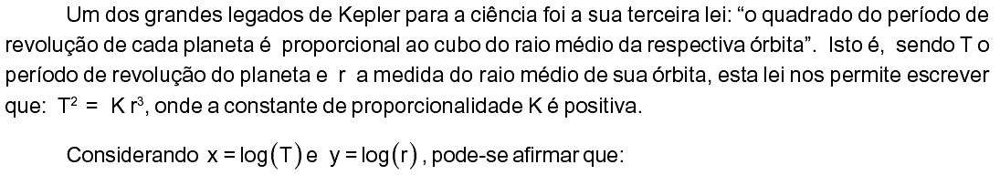 Um dos grandes legados de Kepler para a ciência foi a sua terceira lei: “o quadrado do período de
revolução de cada planeta é proporcional ao cubo do raio médio da respectiva órbita”. Isto é, sendo T o
período de revolução do planeta e r a medida do raio médio de sua órbita, esta lei nos permite escrever
que: T² = K r³, onde a constante de proporcionalidade K é positiva.
Considerando x = log(T) e y = log(r), pode-se afirmar que: